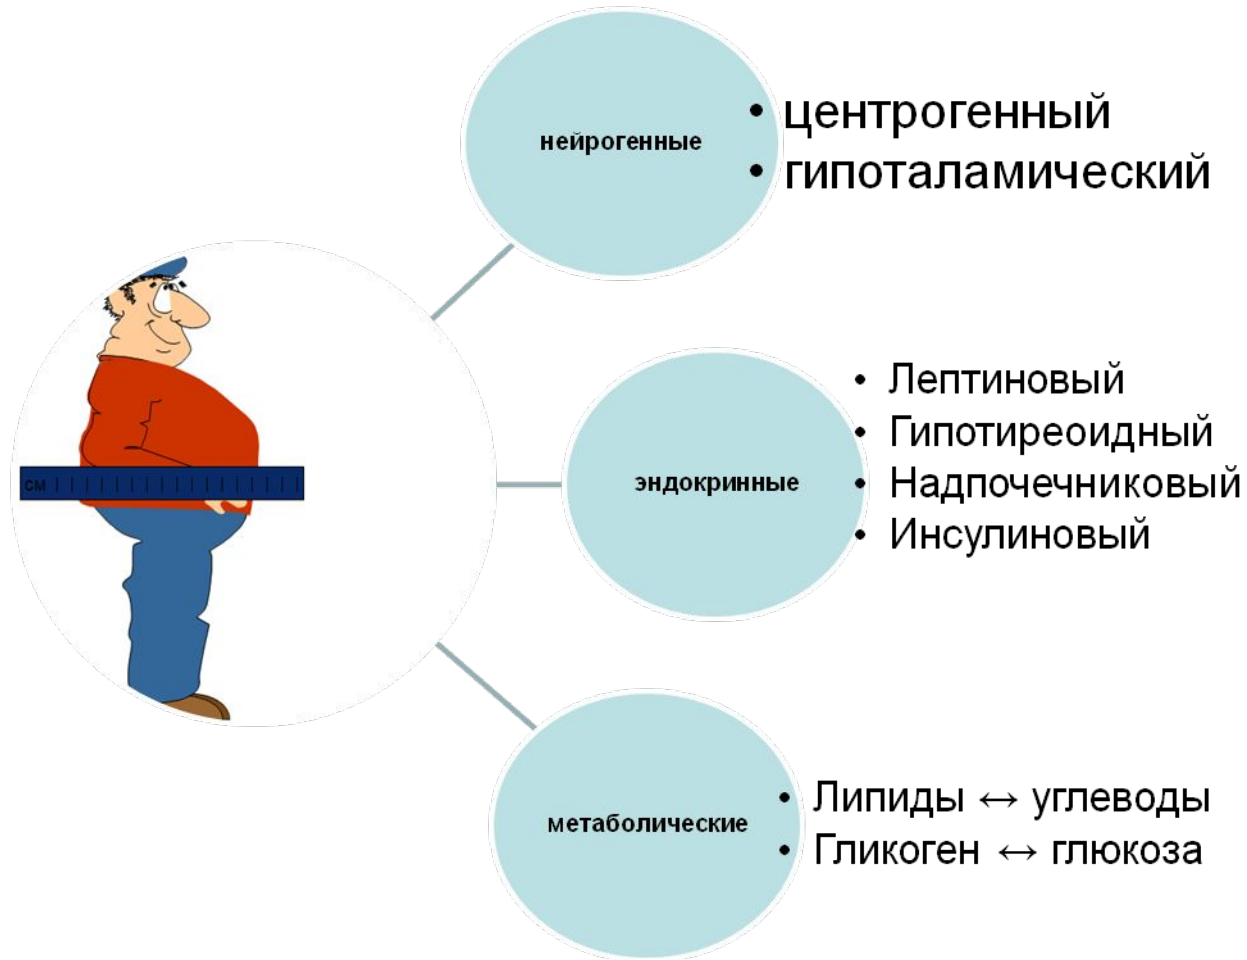 нейрогенные
• центрогенный
• гипоталамический
см
эндокринные
• Лептиновый
• Гипотиреоидный
• Надпочечниковый
• Инсулиновый
метаболические
• Липиды ↔ углеводы
• Гликоген ↔ глюкоза